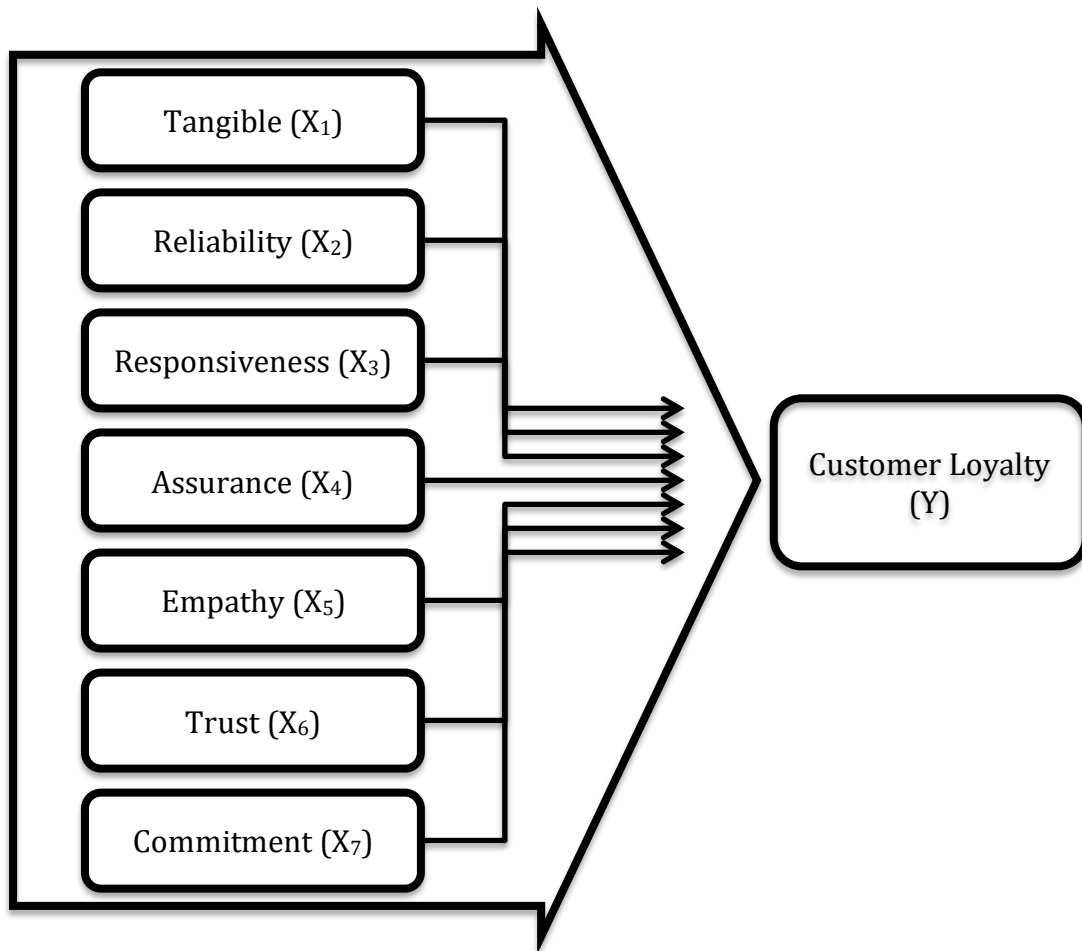 Tangible (X₁)
Reliability (X₂)
Responsiveness (X₃)
Assurance (X₄)
Empathy (X₅)
Trust (X₆)
Commitment (X₇)
Customer Loyalty
(Y)